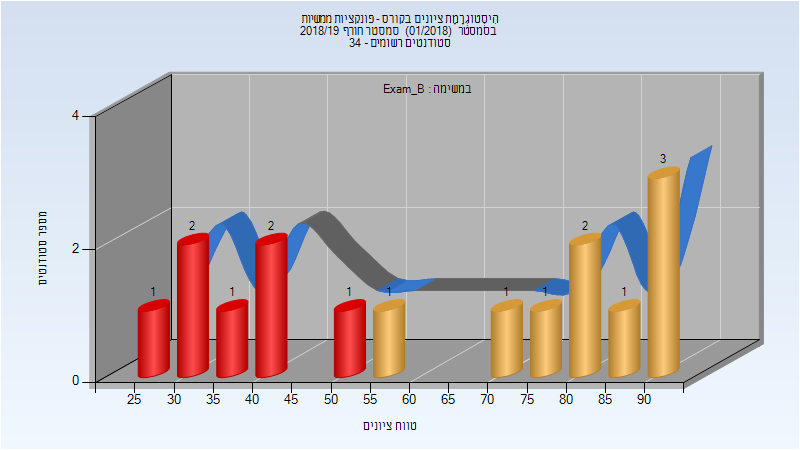 היסטוגרמת ציונים בקורס - פונקציות ממשיות
בסמסטר (01/2018) סמסטר חורף 2018/19
סטודנטים רשומים - 34
במשימה : Exam_B
מספר סטודנטים
4
2
0
1 2 1 2 1 1 1 1 2 1 3
25 30 35 40 45 50 55 60 65 70 75 80 85 90
טווח ציונים